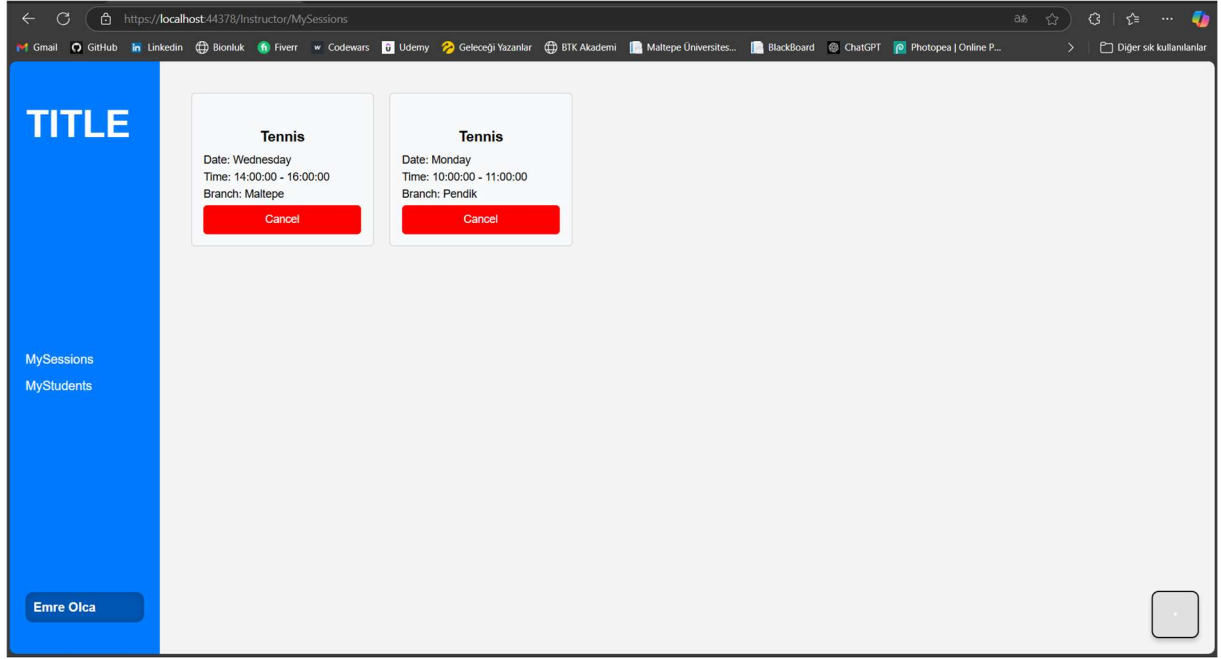 https://localhost:44378/Instructor/MySessions
Gmail GitHub Linkedin Bionluk Fiverr Codewars Udemy Geleceği Yazanlar BTK Akademi Maltepe Üniversites... BlackBoard ChatGPT Photopea | Online P... Diğer sık kullanılanlar
TITLE
MySessions
MyStudents
Emre Olca
Tennis
Date: Wednesday
Time: 14:00:00 - 16:00:00
Branch: Maltepe
Cancel
Tennis
Date: Monday
Time: 10:00:00 - 11:00:00
Branch: Pendik
Cancel